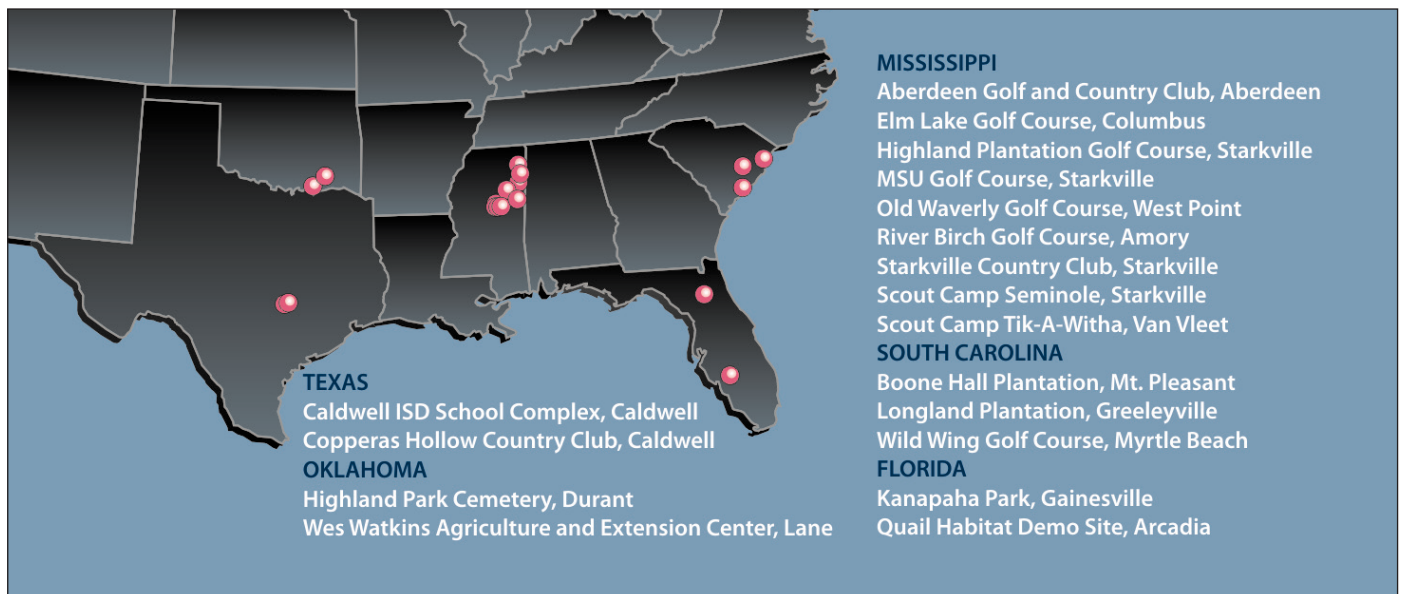 MISSISSIPPI
Aberdeen Golf and Country Club, Aberdeen
Elm Lake Golf Course, Columbus
Highland Plantation Golf Course, Starkville
MSU Golf Course, Starkville
Old Waverly Golf Course, West Point
River Birch Golf Course, Amory
Starkville Country Club, Starkville
Scout Camp Seminole, Starkville
Scout Camp Tik-A-Witha, Van Vleet
SOUTH CAROLINA
Boone Hall Plantation, Mt. Pleasant
Longland Plantation, Greeleyville
Wild Wing Golf Course, Myrtle Beach
FLORIDA
Kanapaha Park, Gainesville
Quail Habitat Demo Site, Arcadia
TEXAS
Caldwell ISD School Complex, Caldwell
Copperas Hollow Country Club, Caldwell
OKLAHOMA
Highland Park Cemetery, Durant
Wes Watkins Agriculture and Extension Center, Lane